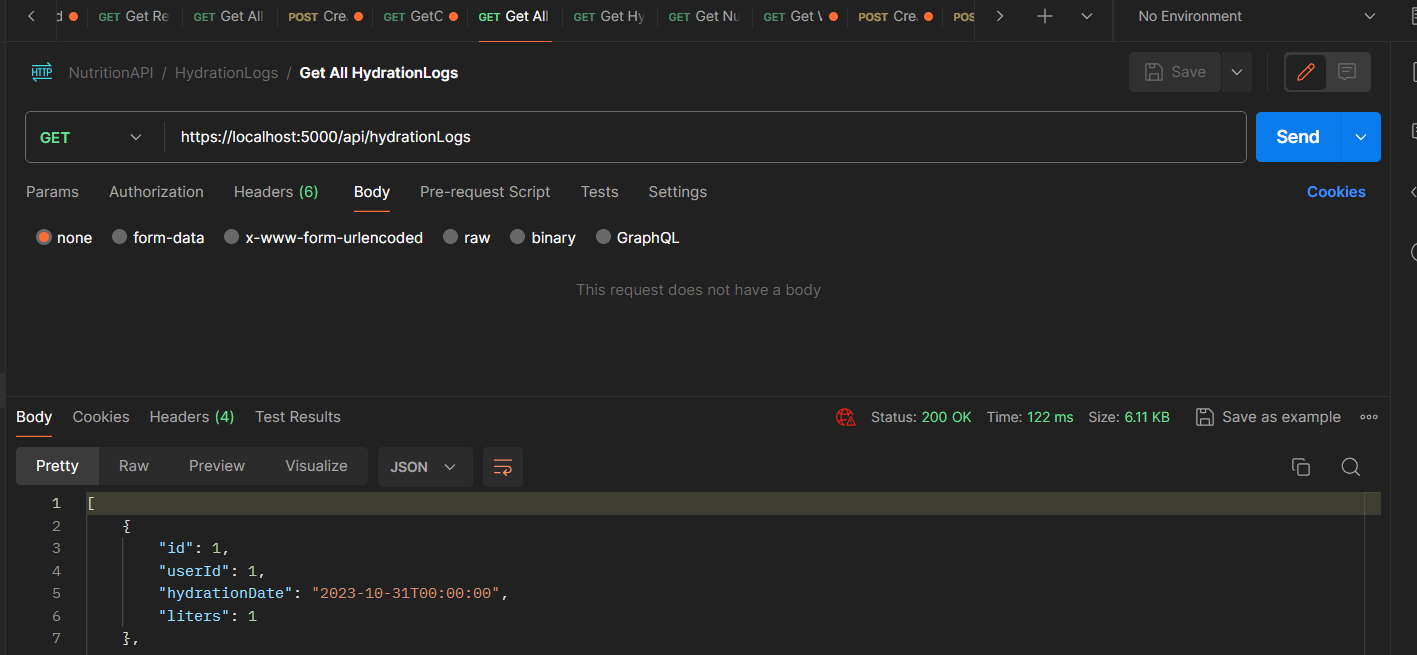 d GET Get Re GET Get All POST Cre GET GetC GET Get All GET Get Hy GET Get Nu GET Get POST Cre POS No Environment
HTTP NutritionAPI / HydrationLogs / Get All HydrationLogs Save
GET https://localhost:5000/api/hydrationLogs Send
Params Authorization Headers (6) Body Pre-request Script Tests Settings Cookies
none form-data x-www-form-urlencoded raw binary GraphQL
This request does not have a body
Body Cookies Headers (4) Test Results Status: 200 OK Time: 122 ms Size: 6.11 KB Save as example
Pretty Raw Preview Visualize JSON
1 [
2 {
3 "id": 1,
4 "userId": 1,
5 "hydrationDate": "2023-10-31T00:00:00",
6 "liters": 1
7 },